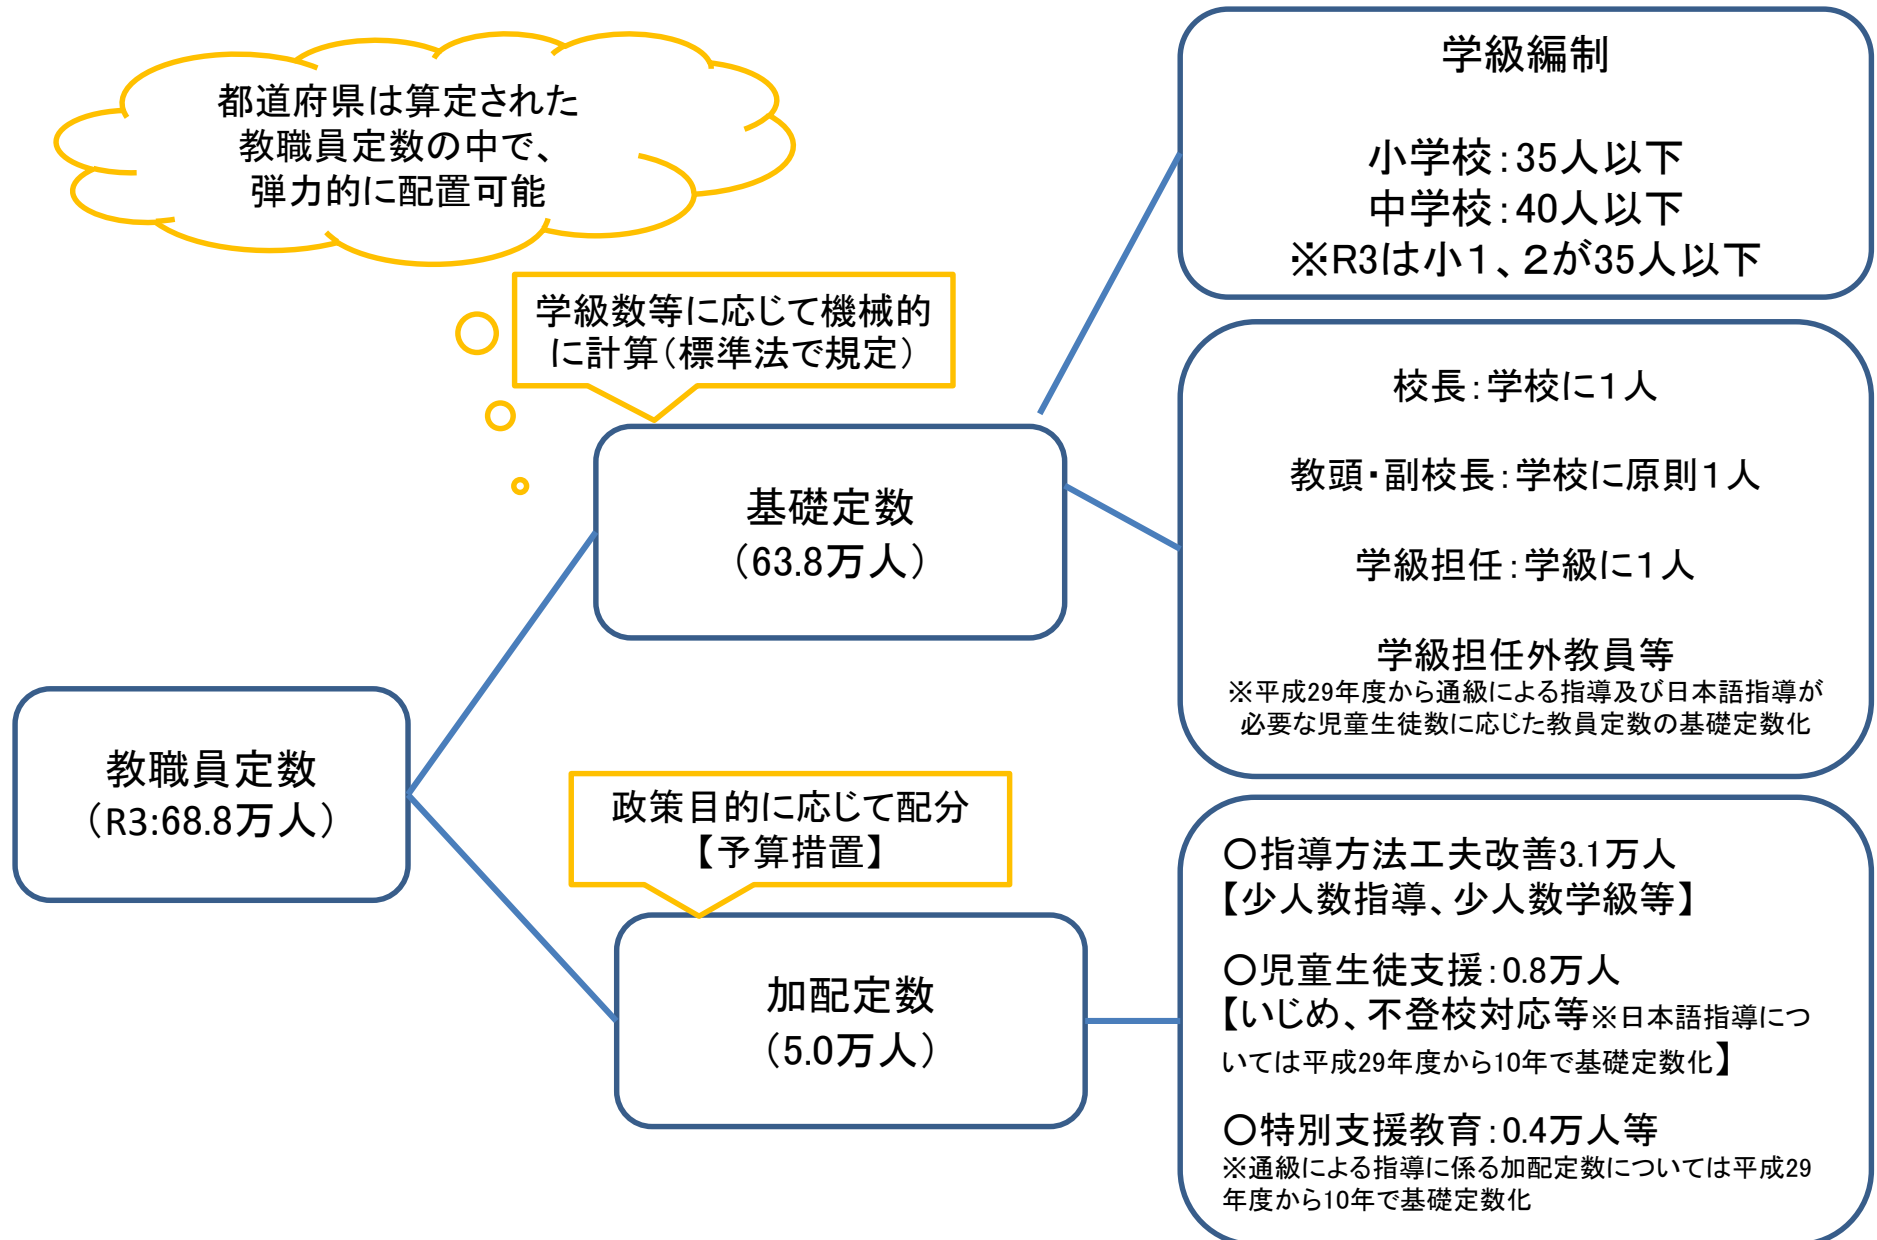 都道府県は算定された
教職員定数の中で、
弾力的に配置可能
学級数等に応じて機械的
に計算（標準法で規定）
基礎定数
（63.8万人）
教職員定数
（R3:68.8万人）
政策目的に応じて配分
【予算措置】
加配定数
（5.0万人）
学級編制
小学校：35人以下
中学校：40人以下
※R3は小１、２が35人以下
校長：学校に１人
教頭・副校長：学校に原則１人
学級担任：学級に１人
学級担任外教員等
※平成29年度から通級による指導及び日本語指導が
必要な児童生徒数に応じた教員定数の基礎定数化
〇指導方法工夫改善3.1万人
【少人数指導、少人数学級等】
〇児童生徒支援：0.8万人
【いじめ、不登校対応等※日本語指導につ
いては平成29年度から10年で基礎定数化】
〇特別支援教育：0.4万人等
※通級による指導に係る加配定数については平成29
年度から10年で基礎定数化